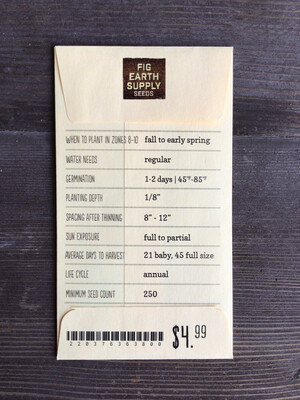 FIG
EARTH
SUPPLY
SEEDS
WHEN TO PLANT IN ZONES 8-10 fall to early spring
WATER NEEDS regular
GERMINATION 1-2 days | 45°-85°
PLANTING DEPTH 1/8"
SPACING AFTER THINNING 8" - 12"
SUN EXPOSURE full to partial
AVERAGE DAYS TO HARVEST 21 baby, 45 full size
LIFE CYCLE annual
MINIMUM SEED COUNT 250
$4.99